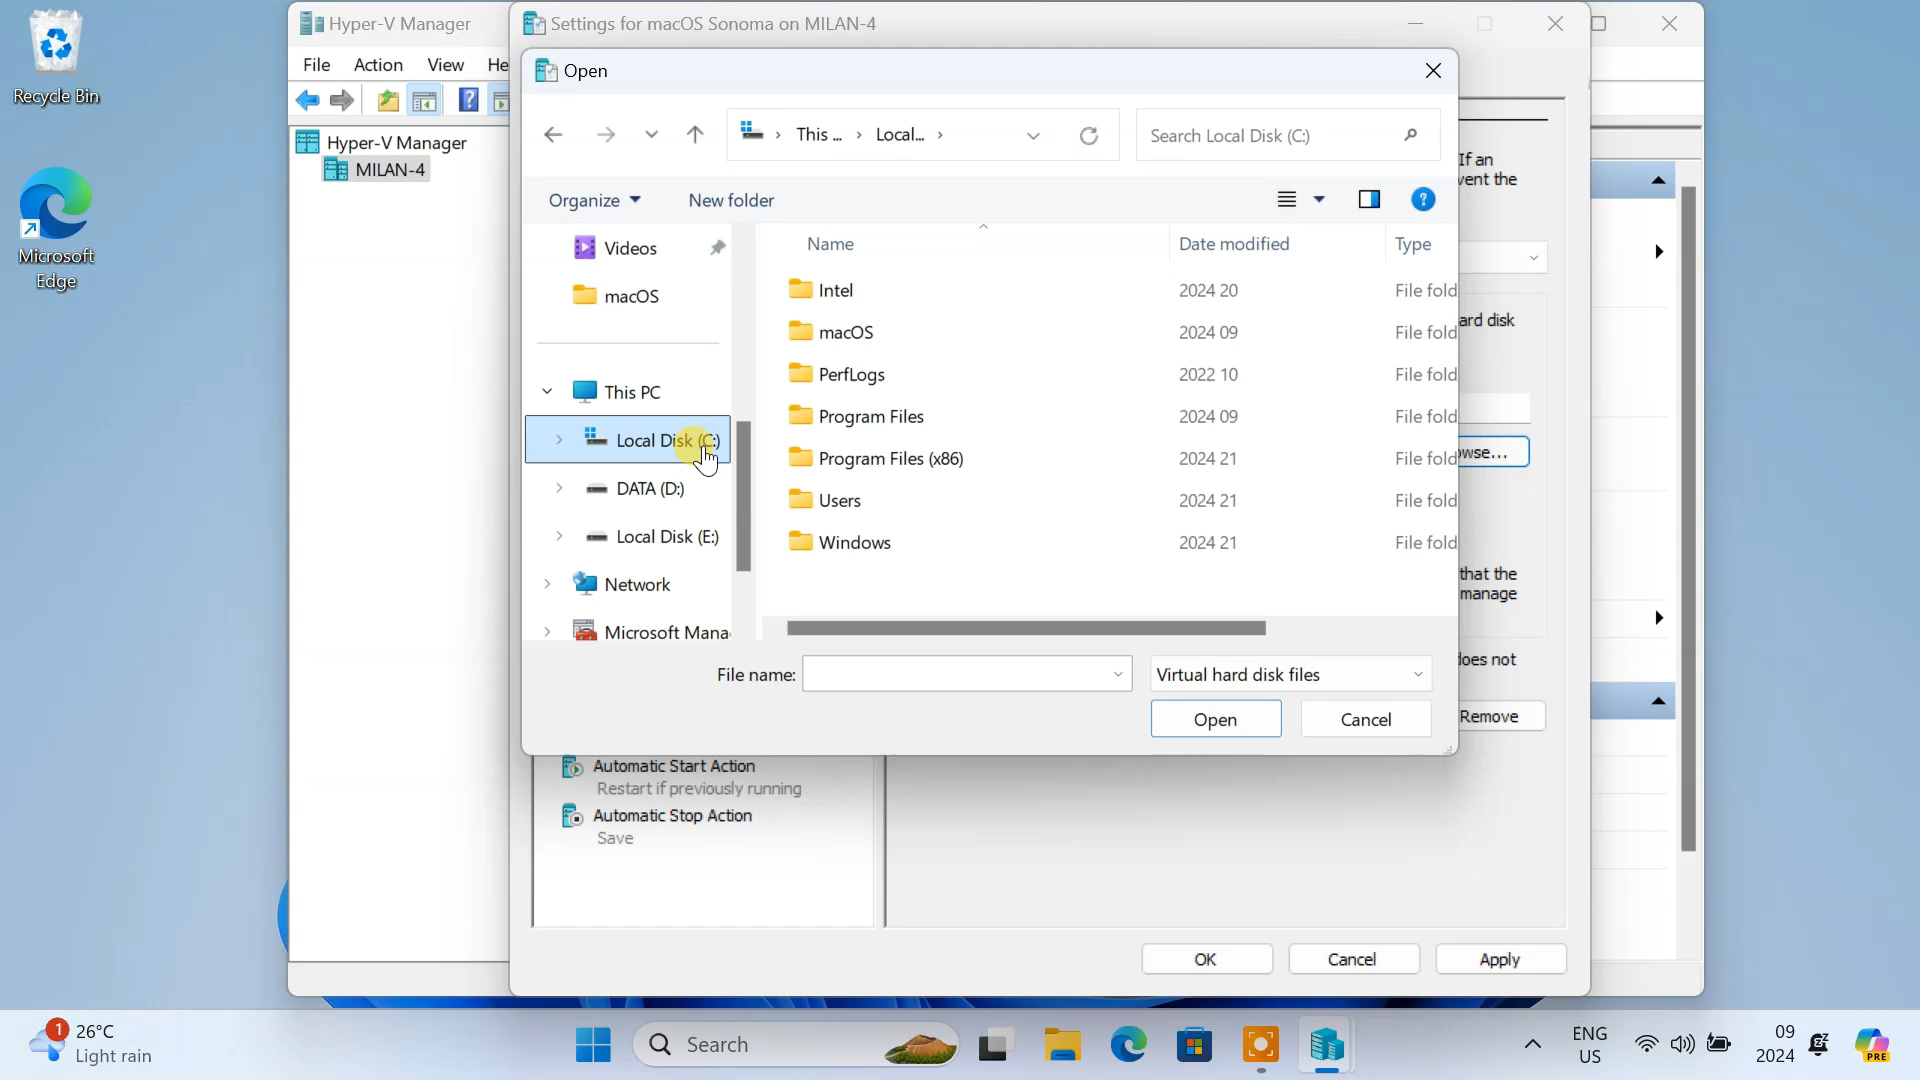 Recycle Bin
Microsoft
Edge
Hyper-V Manager
File
Action
View
He
Hyper-V Manager
MILAN-4
Settings for macOS Sonoma on MILAN-4
Open
This ...
Local...
Search Local Disk (C:)
Organize
New folder
Videos
macOS
This PC
Local Disk (C:)
DATA (D:)
Local Disk (E:)
Network
Microsoft Mana
Name
Date modified
Type
Intel
2024 20
File fold
macOS
2024 09
File fold
PerfLogs
2022 10
File fold
Program Files
2024 09
File fold
Program Files (x86)
2024 21
File fold
Users
2024 21
File fold
Windows
2024 21
File fold
File name:
Virtual hard disk files
Open
Cancel
If an
vent the
ard disk
owse...
that the
manage
does not
Remove
Automatic Start Action
Restart if previously running
Automatic Stop Action
Save
OK
Cancel
Apply
1
26°C
Light rain
Search
ENG
US
09
2024
PRE